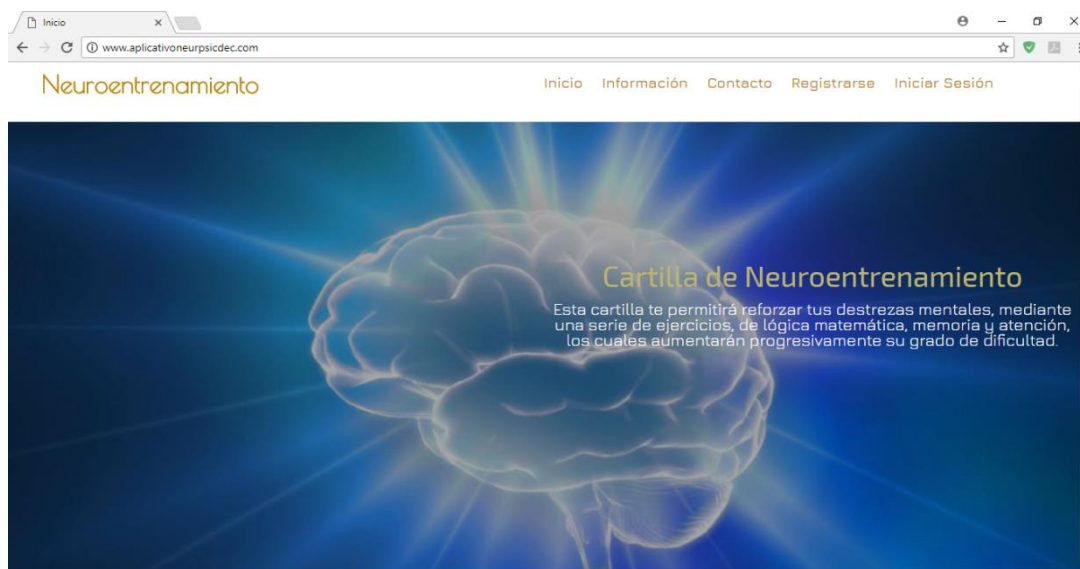 Inicio
www.aplicativoneurpsicdec.com
Neuroentrenamiento
Inicio Información Contacto Registrarse Iniciar Sesión
Cartilla de Neuroentrenamiento
Esta cartilla te permitirá reforzar tus destrezas mentales, mediante
una serie de ejercicios, de lógica matemática, memoria y atención,
los cuales aumentarán progresivamente su grado de dificultad.